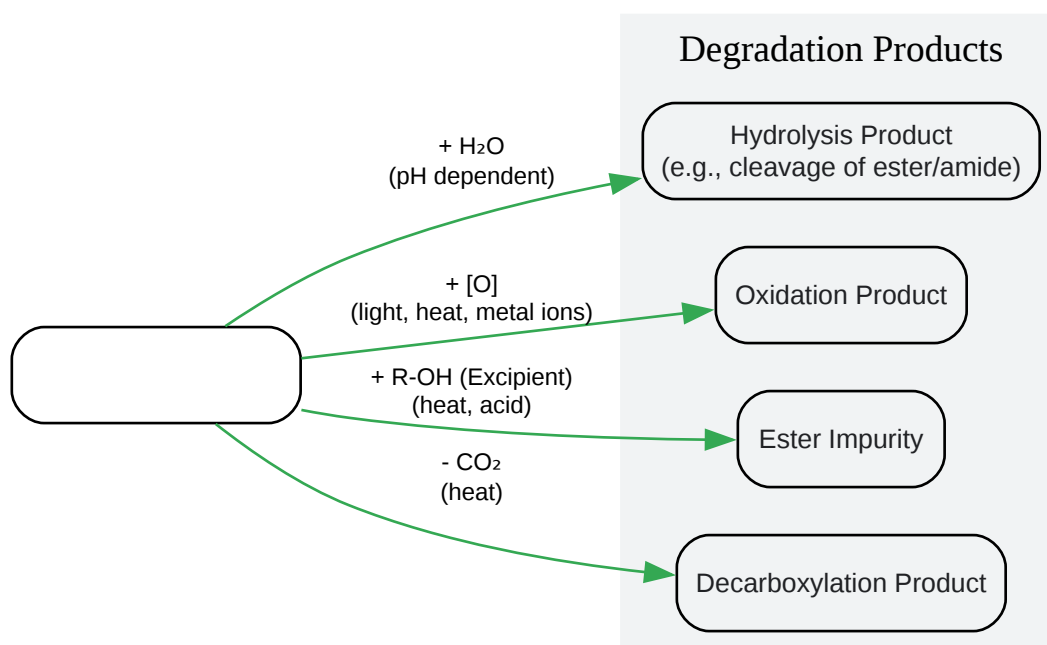 Degradation Products
Hydrolysis Product
(e.g., cleavage of ester/amide)
+ H₂O
(pH dependent)
+ [O]
(light, heat, metal ions)
Oxidation Product
+ R-OH (Excipient)
(heat, acid)
Ester Impurity
- CO₂
(heat)
Decarboxylation Product